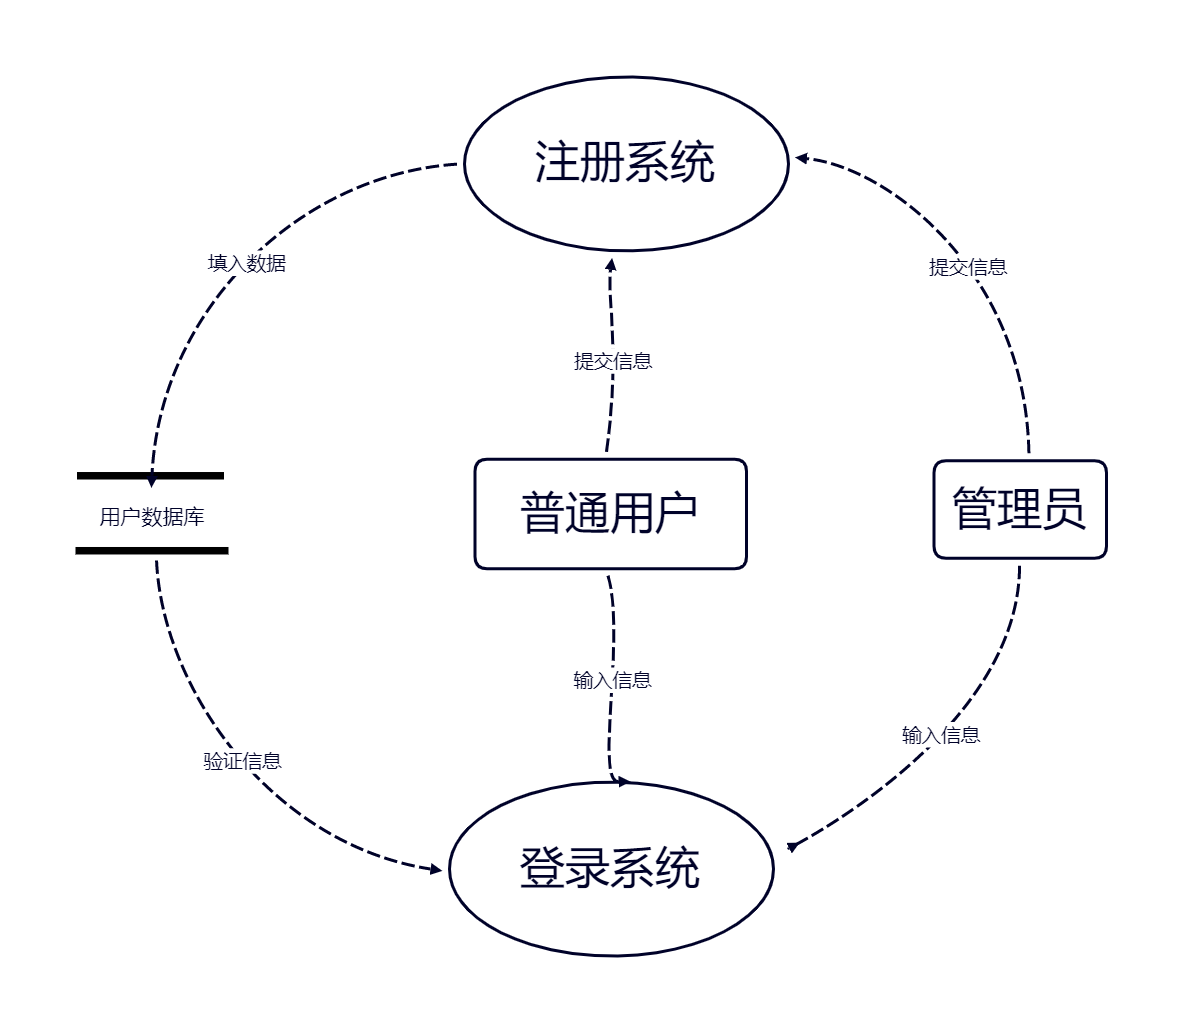 注册系统
填入数据
提交信息
提交信息
用户数据库
普通用户
管理员
输入信息
输入信息
验证信息
登录系统